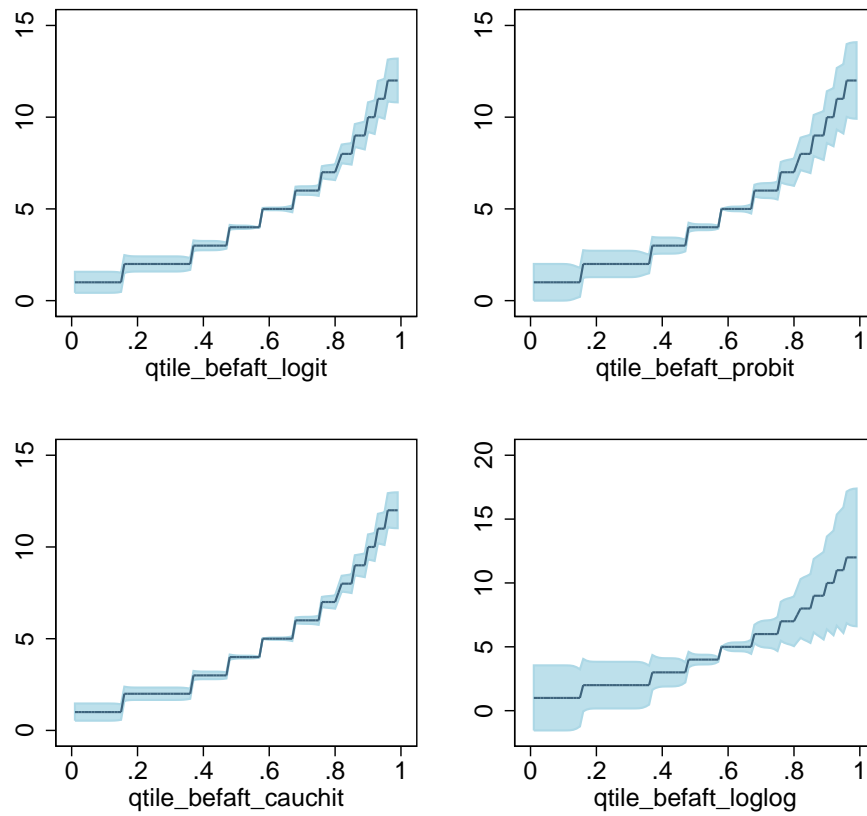 15
10
5
0
0 .2 .4 .6 .8 1
qtile_befaft_logit
15
10
5
0
0 .2 .4 .6 .8 1
qtile_befaft_probit
15
10
5
0
0 .2 .4 .6 .8 1
qtile_befaft_cauchit
20
15
10
5
0
0 .2 .4 .6 .8 1
qtile_befaft_loglog